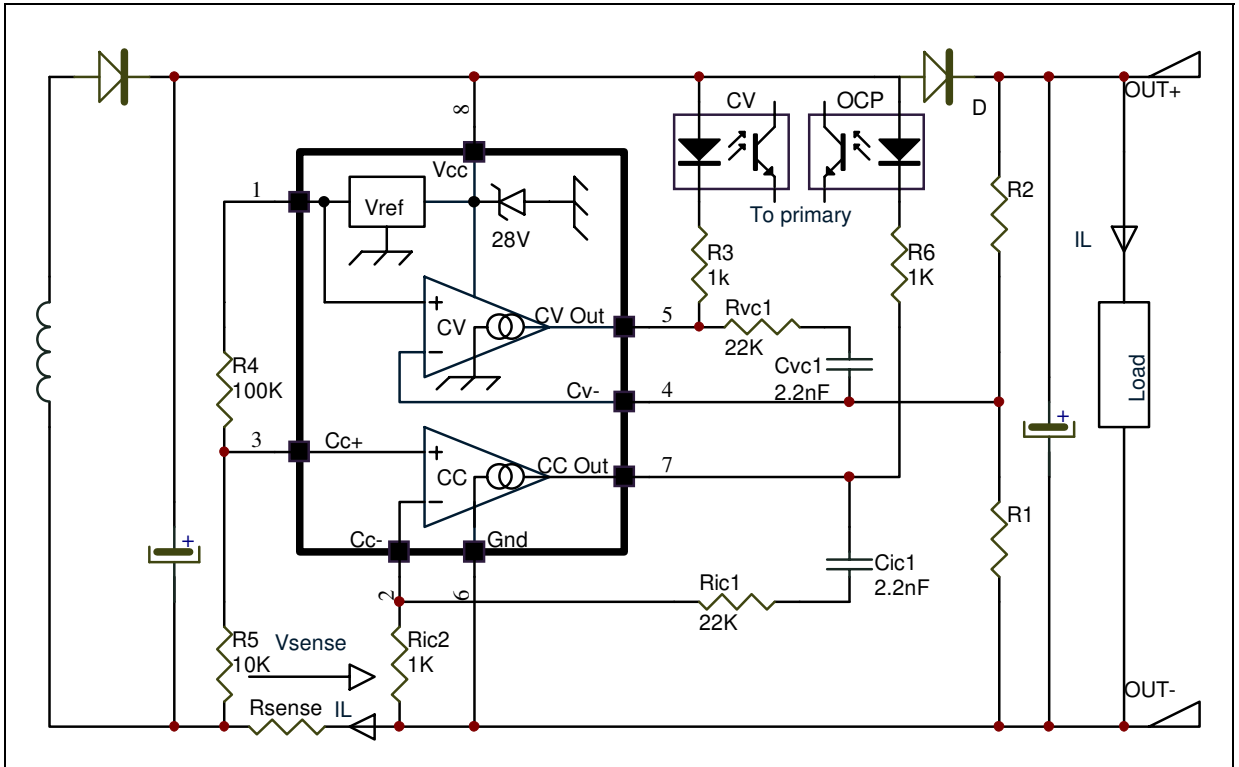 CV
OCP
D
OUT+
8
Vcc
1
Vref
28V
To primary
R2
IL
R3
1k
R6
1K
+
CV
−
CV Out
5
Rvc1
22K
Cvc1
2.2nF
R4
100K
Cv-
4
+
Load
3
Cc+
+
CC
−
CC Out
7
R1
+
Cc-
Gnd
2
6
Cic1
2.2nF
Ric1
22K
R5
10K
Vsense
Ric2
1K
Rsense
IL
OUT-